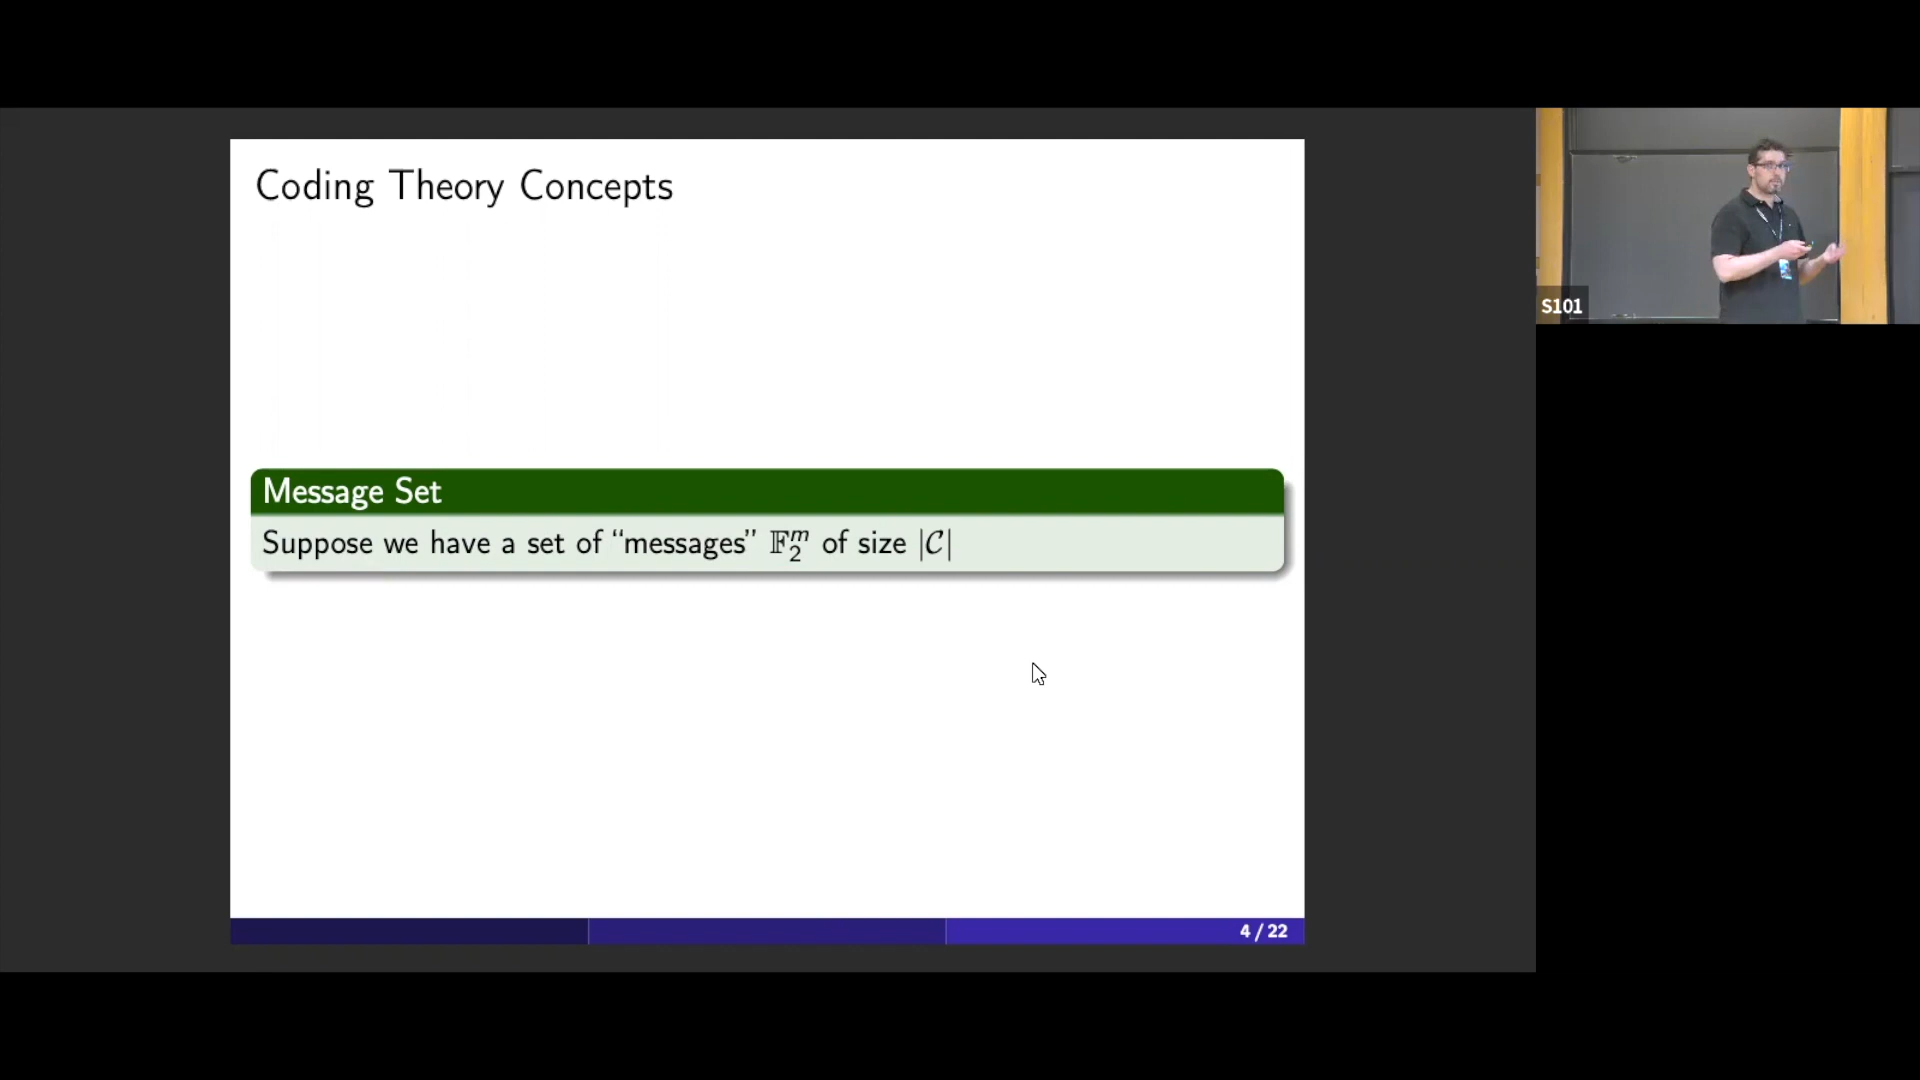 Coding Theory Concepts
S101
Message Set
Suppose we have a set of “messages” 𝔽₂ᵐ of size |𝒞|
4 / 22